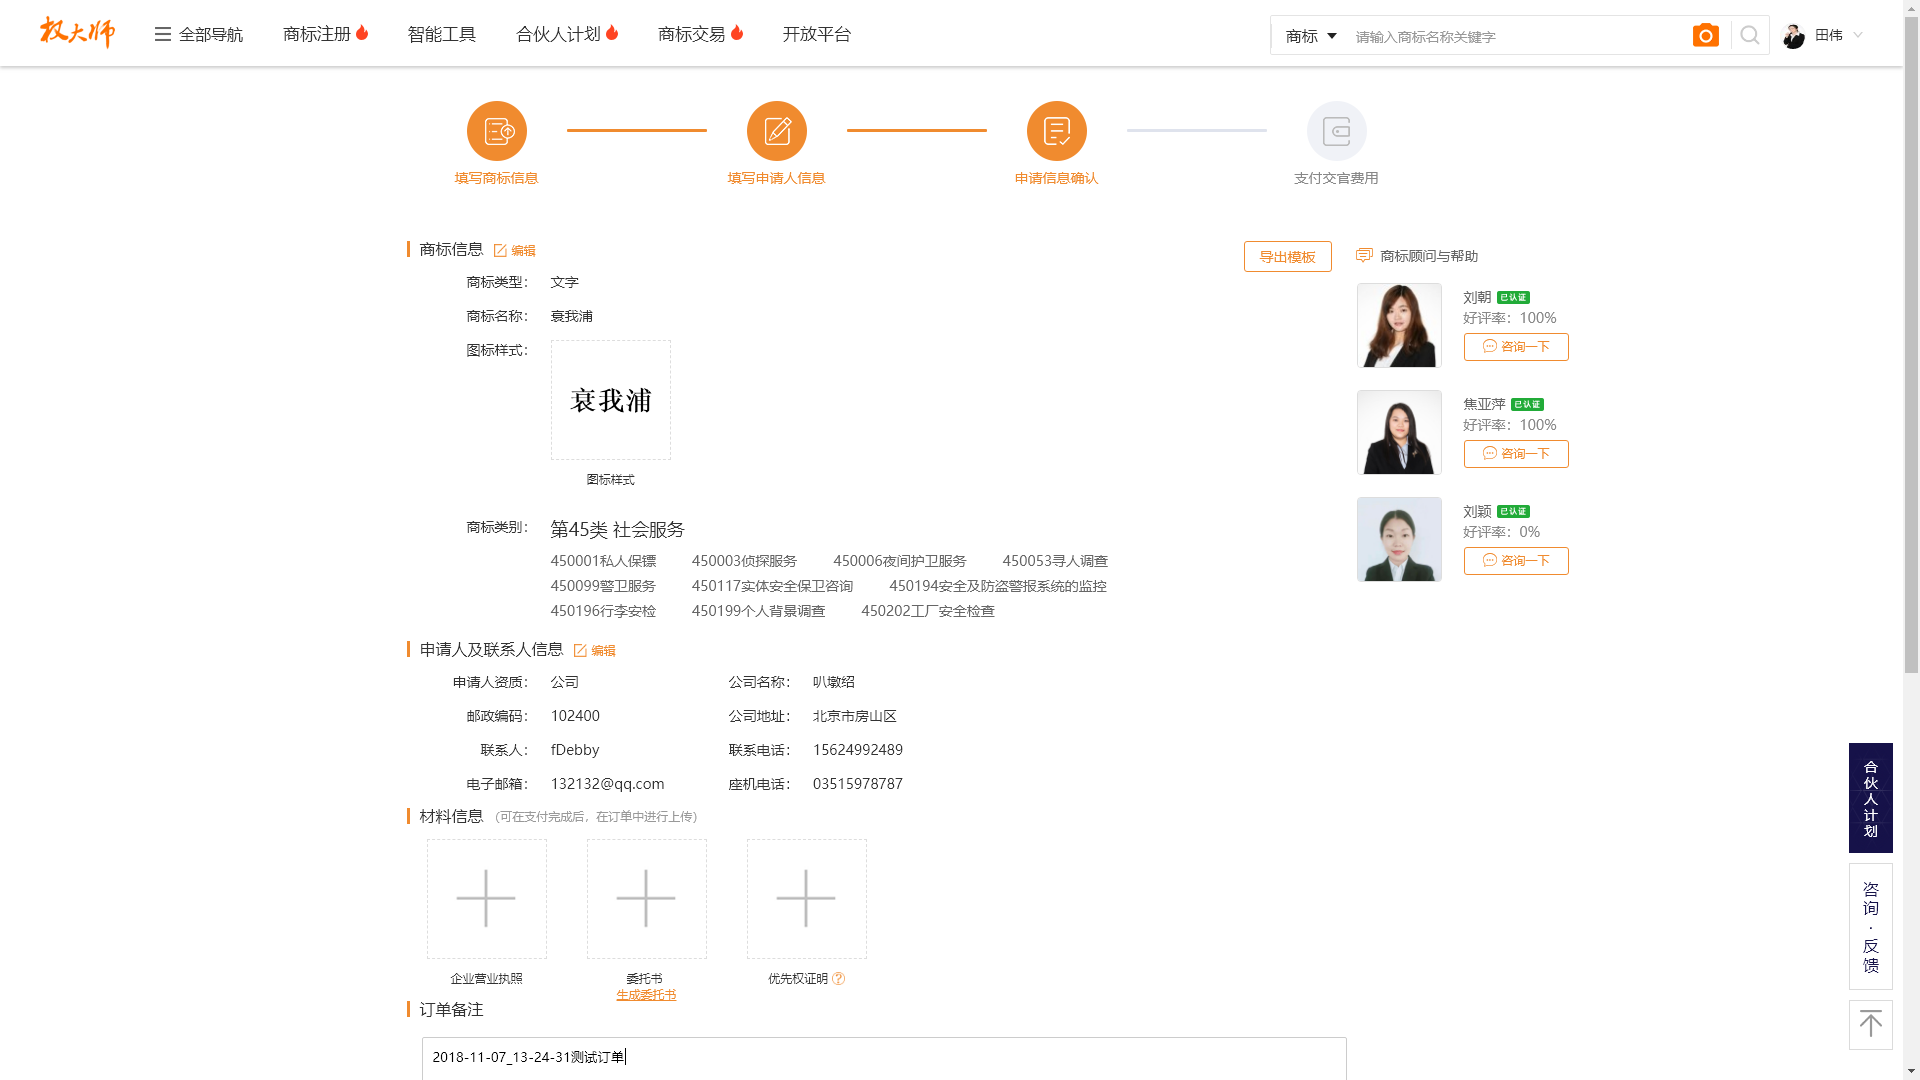 权大师 全部导航 商标注册 智能工具 合伙人计划 商标交易 开放平台 商标 请输入商标名称关键字 田伟
填写商标信息 填写申请人信息 申请信息确认 支付交官费用
商标信息 编辑 导出模板
商标类型： 文字
商标名称： 袞我浦
图标样式：
袞我浦
图标样式
商标类别： 第45类 社会服务
450001私人保镖 450003侦探服务 450006夜间护卫服务 450053寻人调查
450099警卫服务 450117实体安全保卫咨询 450194安全及防盗警报系统的监控
450196行李安检 450199个人背景调查 450202工厂安全检查
商标顾问与帮助
刘朝 已认证
好评率：100%
咨询一下
焦亚萍 已认证
好评率：100%
咨询一下
刘颖 已认证
好评率：0%
咨询一下
申请人及联系人信息 编辑
申请人资质： 公司 公司名称： 叭墩绍
邮政编码： 102400 公司地址： 北京市房山区
联系人： fDebby 联系电话： 15624992489
电子邮箱： 132132@qq.com 座机电话： 03515978787
材料信息 （可在支付完成后，在订单中进行上传）
企业营业执照 委托书 优先权证明 ?
生成委托书
订单备注
2018-11-07_13-24-31测试订单
合伙人计划
咨询·反馈